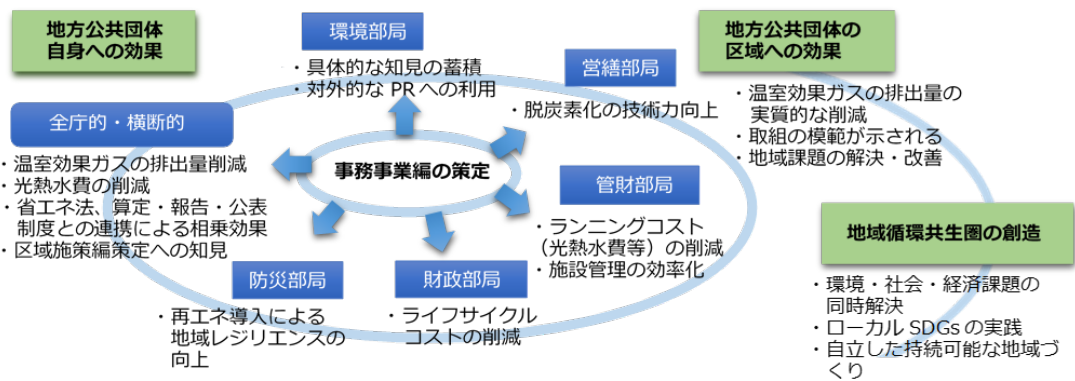 地方公共団体
自身への効果
環境部局
・具体的な知見の蓄積
・対外的な PR への利用
営繕部局
・脱炭素化の技術力向上
全庁的・横断的
・温室効果ガスの排出量削減
・光熱水費の削減
・省エネ法、算定・報告・公表
制度との連携による相乗効果
・区域施策編策定への知見
事務事業編の策定
管財部局
・ランニングコスト
（光熱水費等）の削減
・施設管理の効率化
防災部局
・再エネ導入による
地域レジリエンスの
向上
財政部局
・ライフサイクル
コストの削減
地方公共団体の
区域への効果
・温室効果ガスの排出量の
実質的な削減
・取組の模範が示される
・地域課題の解決・改善
地域循環共生圏の創造
・環境・社会・経済課題の
同時解決
・ローカル SDGs の実践
・自立した持続可能な地域づ
くり